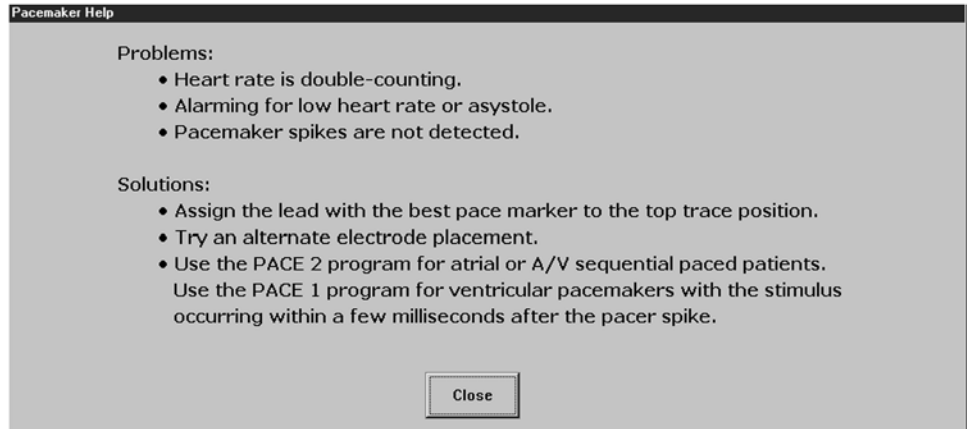 Pacemaker Help
Problems:
• Heart rate is double-counting.
• Alarming for low heart rate or asystole.
• Pacemaker spikes are not detected.
Solutions:
• Assign the lead with the best pace marker to the top trace position.
• Try an alternate electrode placement.
• Use the PACE 2 program for atrial or A/V sequential paced patients.
Use the PACE 1 program for ventricular pacemakers with the stimulus
occurring within a few milliseconds after the pacer spike.
Close